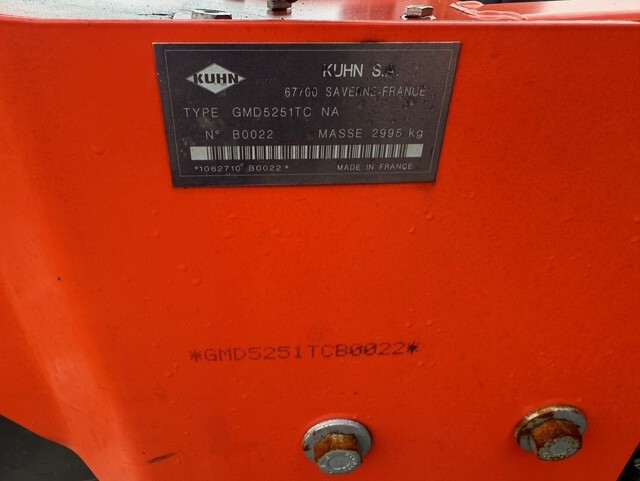 KUHN
KUHN S.A.
67700 SAVERNE-FRANCE
TYPE GMD5251TC NA
N° B0022 MASSE 2995 kg
*1062710 B0022*
MADE IN FRANCE
*GMD5251TCB0022*